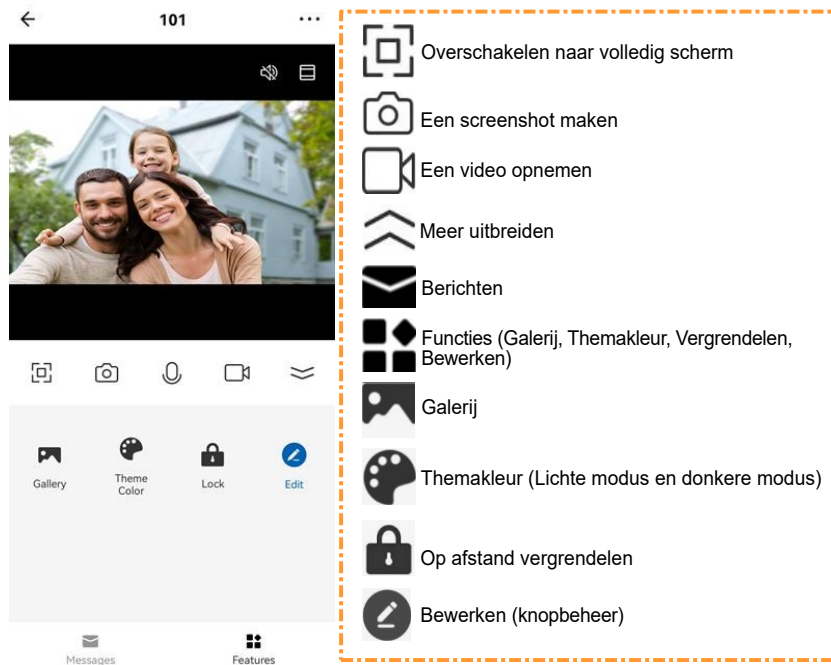 101
Gallery
Theme
Color
Lock
Edit
Messages
Features
Overschakelen naar volledig scherm
Een screenshot maken
Een video opnemen
Meer uitbreiden
Berichten
Functies (Galerij, Themakleur, Vergrendelen,
Bewerken)
Galerij
Themakleur (Lichte modus en donkere modus)
Op afstand vergrendelen
Bewerken (knopbeheer)